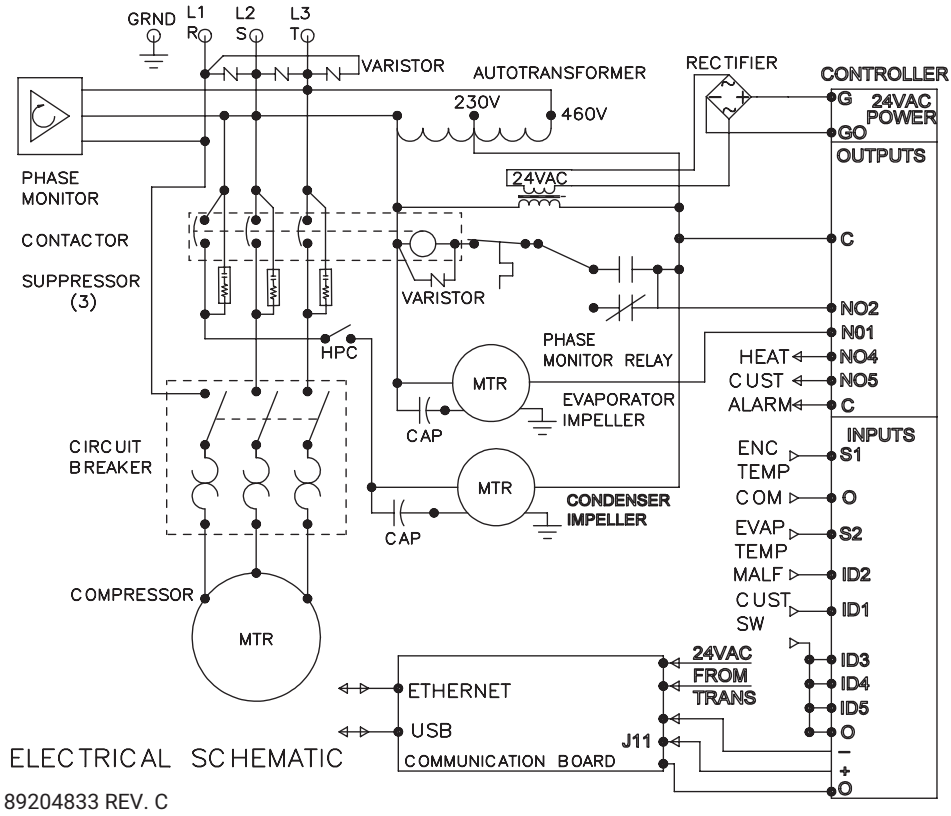 GRND
L1
L2
L3
R
S
T
VARISTOR
AUTOTRANSFORMER
230V
460V
RECTIFIER
CONTROLLER
G
24VAC
POWER
GO
OUTPUTS
PHASE
MONITOR
24VAC
CONTACTOR
C
SUPPRESSOR
(3)
VARISTOR
NO2
HPC
PHASE
MONITOR RELAY
N01
HEAT
NO4
MTR
CUST
NO5
EVAPORATOR
IMPELLER
ALARM
C
CAP
INPUTS
CIRCUIT
BREAKER
ENC
TEMP
S1
MTR
COM
O
CONDENSER
IMPELLER
CAP
EVAP
TEMP
S2
MALF
ID2
COMPRESSOR
CUST
SW
ID1
MTR
24VAC
FROM
TRANS
ID3
ID4
ID5
O
ETHERNET
USB
J11
COMMUNICATION BOARD
–
+
O
ELECTRICAL SCHEMATIC
89204833 REV. C